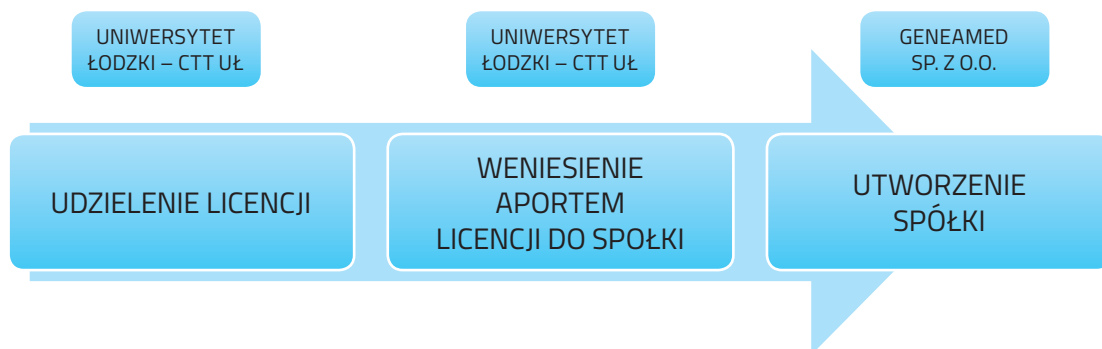 UNIWERSYTET
ŁODZKI – CTT UŁ
UNIWERSYTET
ŁODZKI – CTT UŁ
GENEAMED
SP. Z O.O.
UDZIELENIE LICENCJI
WENIESIENIE
APORTEM
LICENCJI DO SPOŁKI
UTWORZENIE
SPÓŁKI